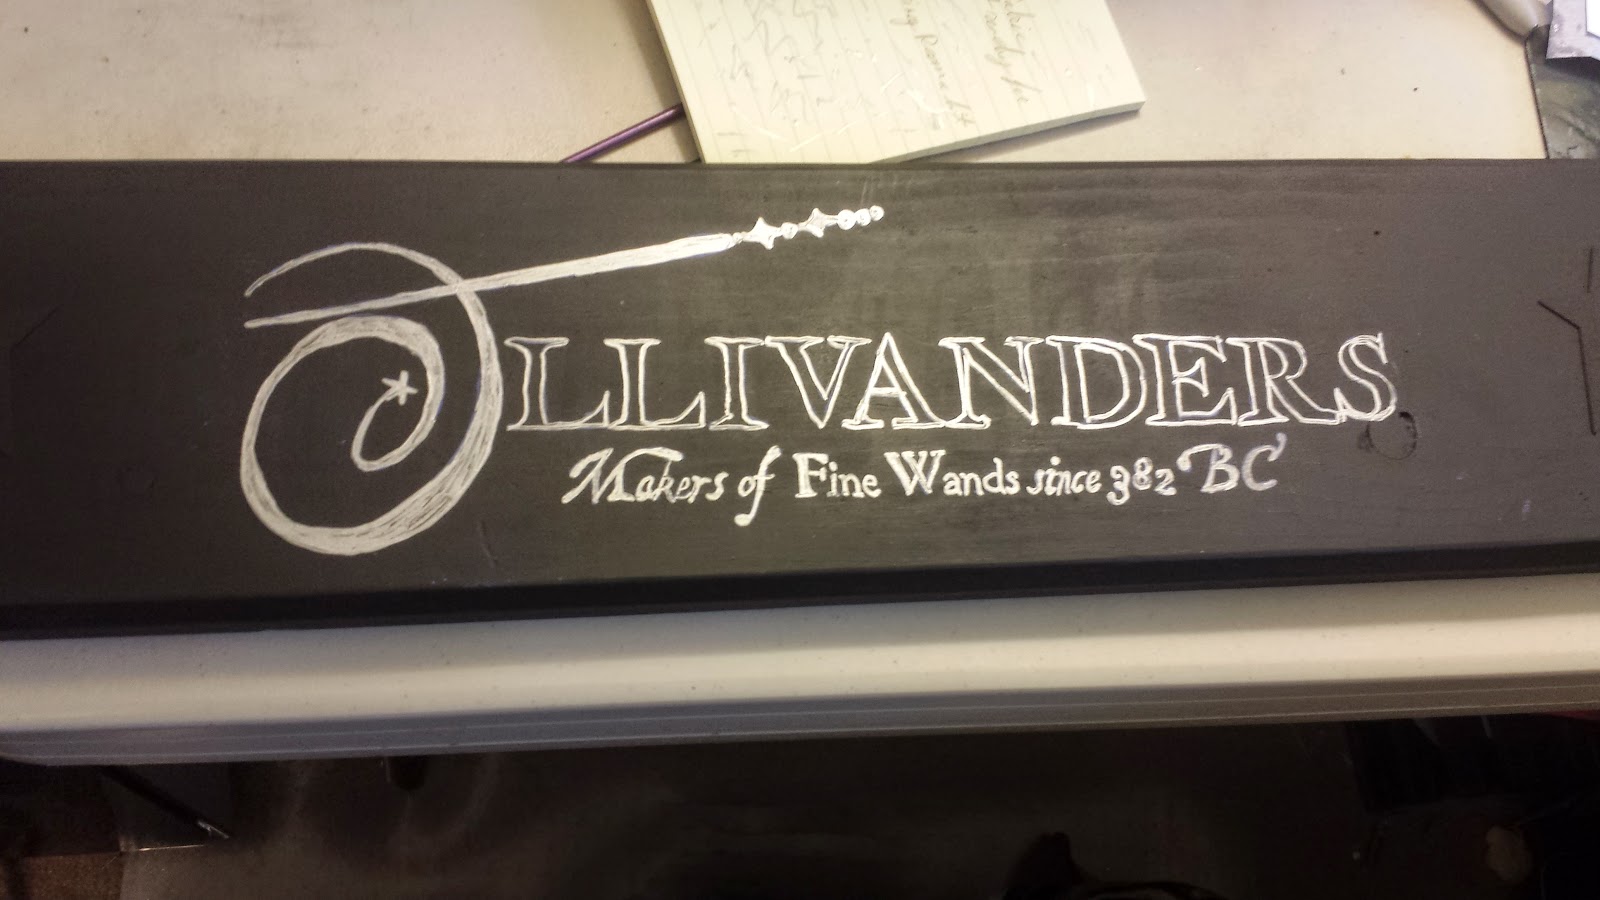 OLLIVANDERS
Makers of Fine Wands since 382 BC